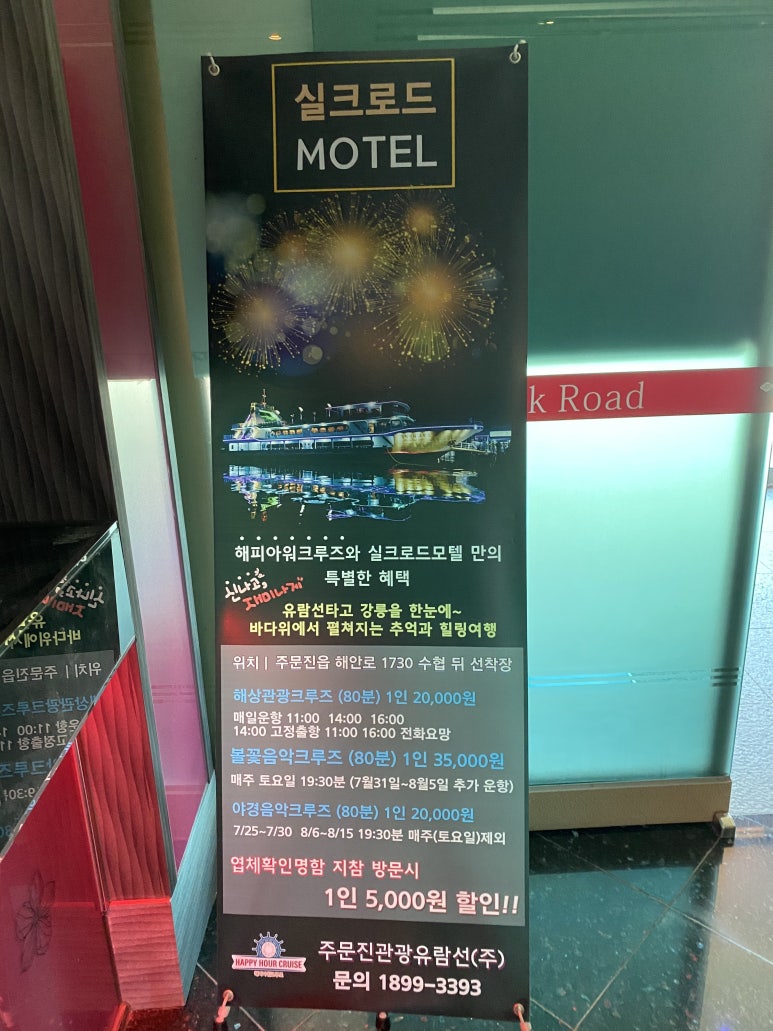 실크로드
MOTEL
k Road
해피아워크루즈와 실크로드모텔 만의
특별한 혜택
신나고,
재미나게
유람선타고 강릉을 한눈에~
바다위에서 펼쳐지는 추억과 힐링여행
위치 | 주문진읍 해안로 1730 수협 뒤 선착장
해상관광크루즈 (80분) 1인 20,000원
매일운항 11:00 14:00 16:00
14:00 고정출항 11:00 16:00 전화요망
볼꽃음악크루즈 (80분) 1인 35,000원
매주 토요일 19:30분 (7월31일~8월5일 추가 운항)
야경음악크루즈 (80분) 1인 20,000원
7/25~7/30 8/6~8/15 19:30분 매주(토요일)제외
엽체확인명함 지참 방문시
1인 5,000원 할인!!
HAPPY HOUR CRUISE
주문진관광유람선(주)
문의 1899-3393